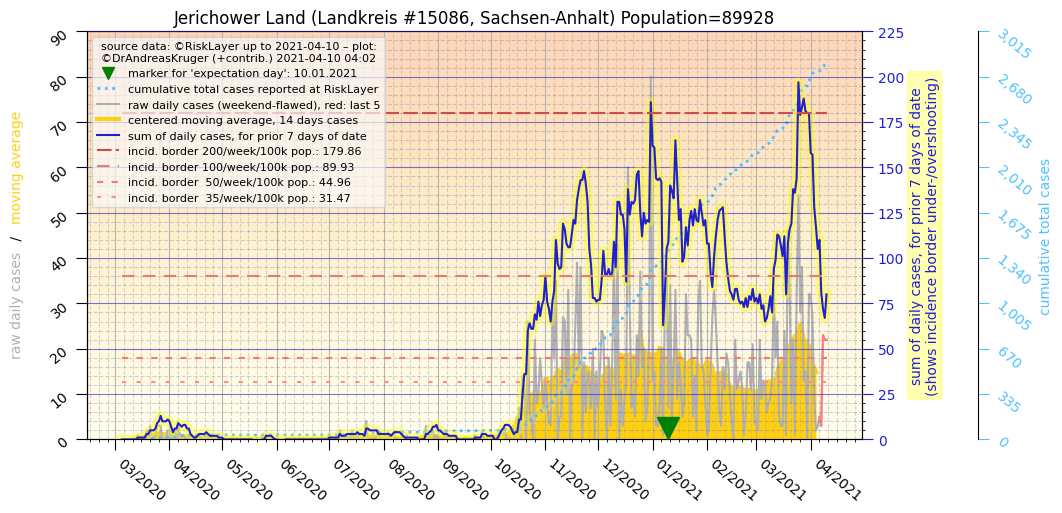 Jerichower Land (Landkreis #15086, Sachsen-Anhalt) Population=89928
source data: ©RiskLayer up to 2021-04-10 – plot:
©DrAndreasKruger (+contrib.) 2021-04-10 04:02
marker for 'expectation day': 10.01.2021
cumulative total cases reported at RiskLayer
raw daily cases (weekend-flawed), red: last 5
centered moving average, 14 days cases
sum of daily cases, for prior 7 days of date
incid. border 200/week/100k pop.: 179.86
incid. border 100/week/100k pop.: 89.93
incid. border  50/week/100k pop.: 44.96
incid. border  35/week/100k pop.: 31.47
raw daily cases  /  moving average
90
80
70
60
50
40
30
20
10
0
03/2020
04/2020
05/2020
06/2020
07/2020
08/2020
09/2020
10/2020
11/2020
12/2020
01/2021
02/2021
03/2021
04/2021
225
200
175
150
125
100
75
50
25
0
sum of daily cases, for prior 7 days of date
(shows incidence border under-/overshooting)
3,015
2,680
2,345
2,010
1,675
1,340
1,005
670
335
0
cumulative total cases